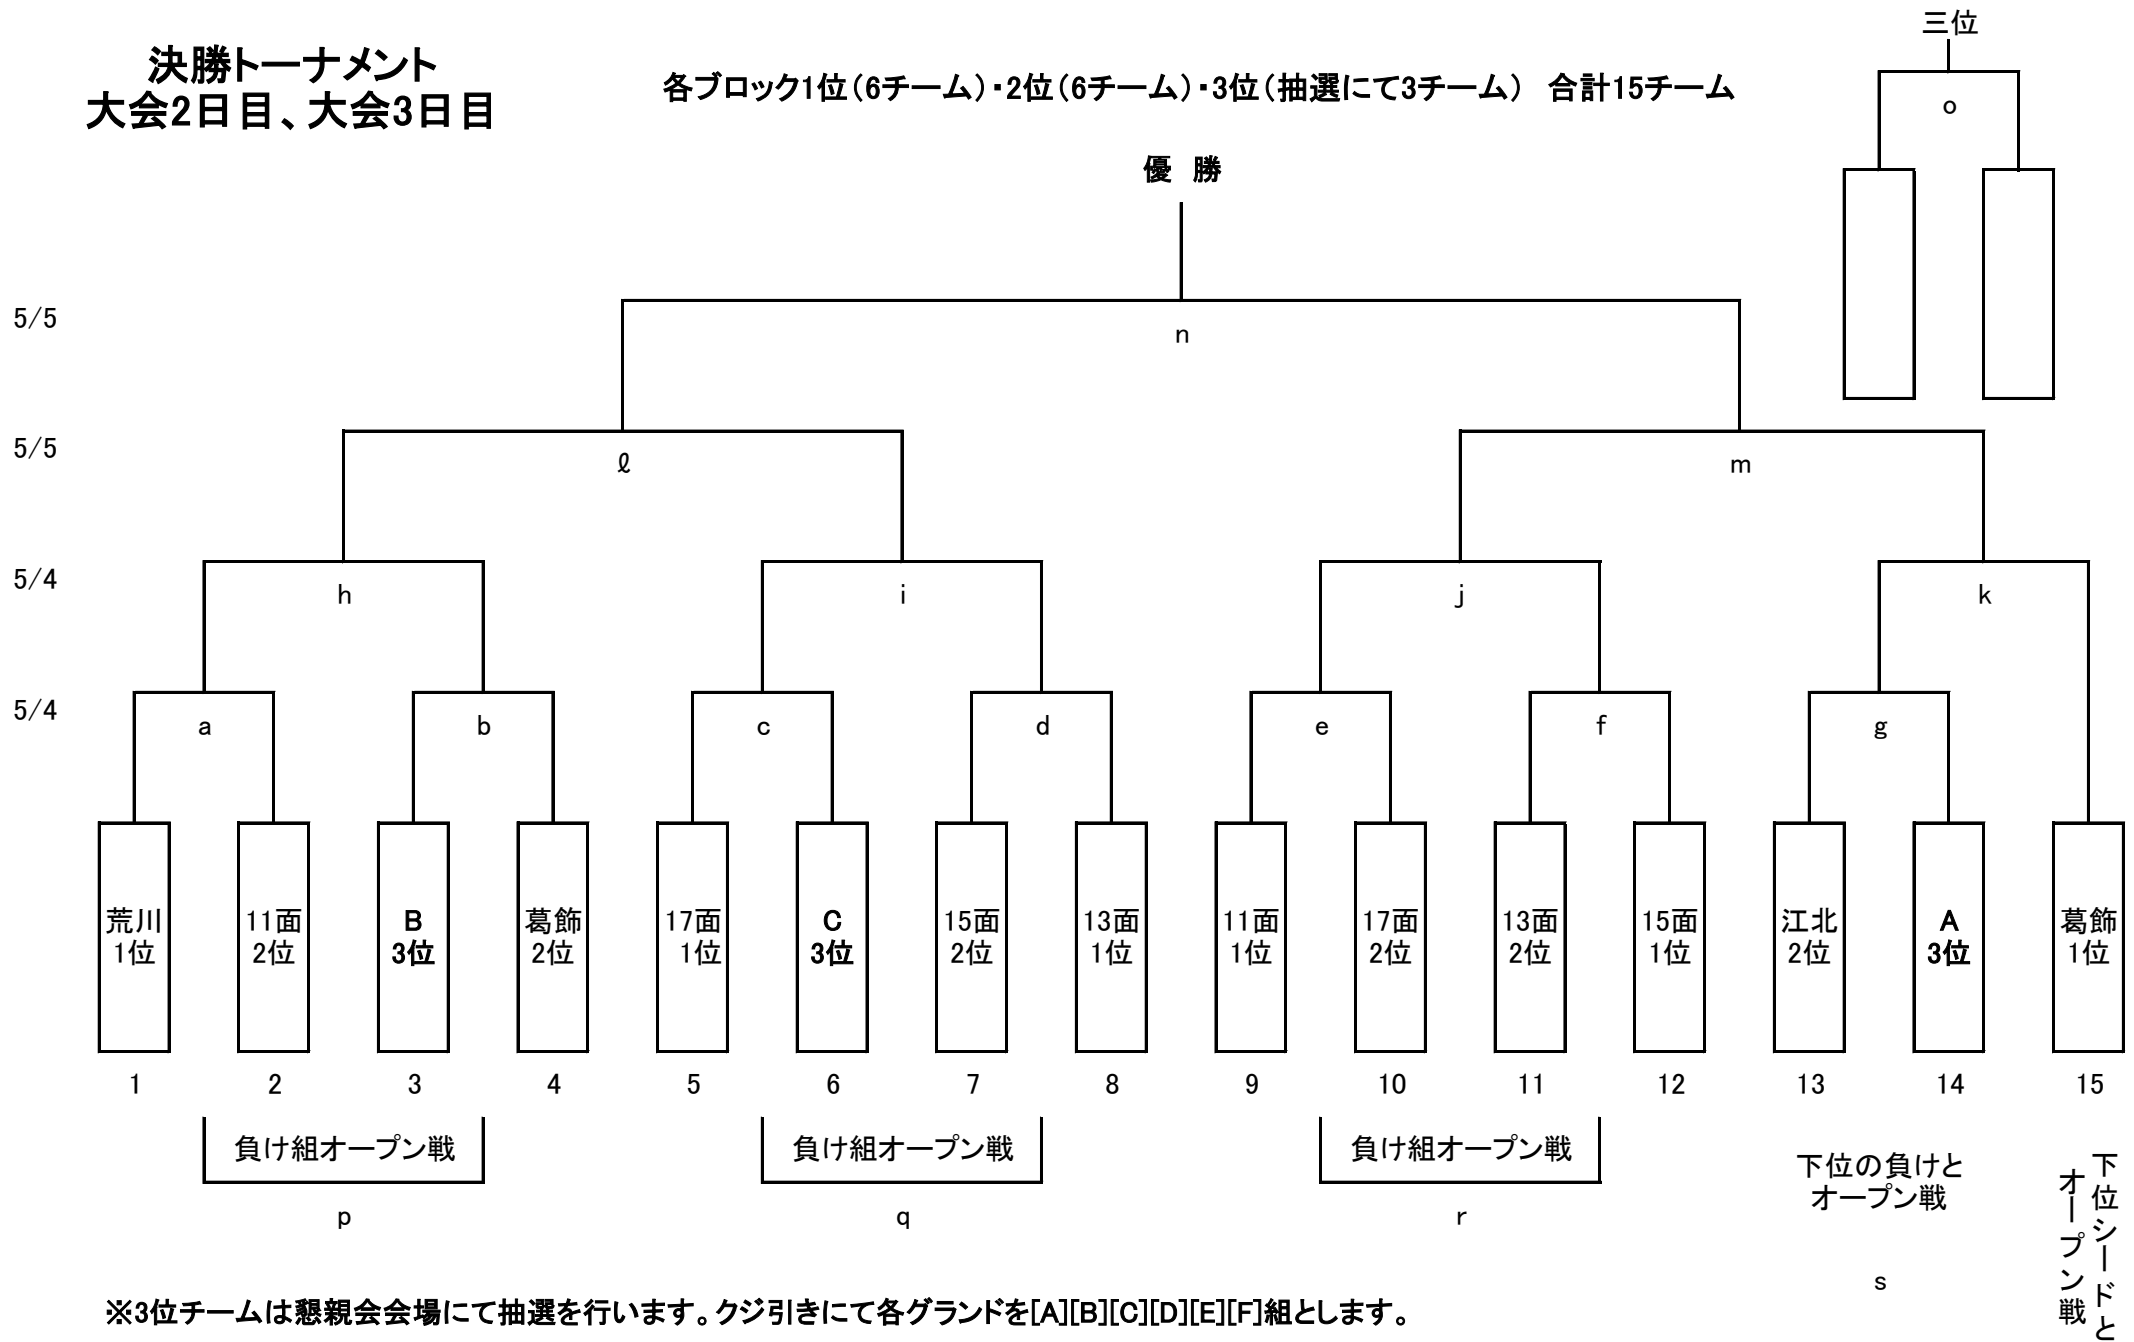 三位
決勝トーナメント
大会2日目、大会3日目
各ブロック1位（6チーム）・2位（6チーム）・3位（抽選にて3チーム）　合計15チーム
o
優　勝
5/5
n
5/5
ℓ
m
5/4
h
i
j
k
5/4
a
b
c
d
e
f
g
荒川
1位
11面
2位
B
3位
葛飾
2位
17面
1位
C
3位
15面
2位
13面
1位
11面
1位
17面
2位
13面
2位
15面
1位
江北
2位
A
3位
葛飾
1位
1
2
3
4
5
6
7
8
9
10
11
12
13
14
15
負け組オープン戦
負け組オープン戦
負け組オープン戦
下位の負けと
オープン戦
下位シードと
オープン戦
p
q
r
s
※3位チームは懇親会会場にて抽選を行います。クジ引きにて各グランドを[A][B][C][D][E][F]組とします。